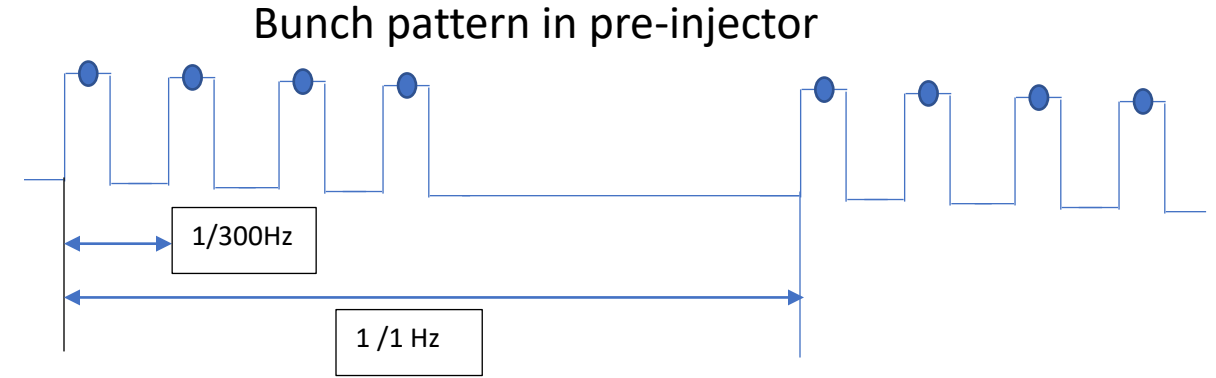 Bunch pattern in pre-injector
1/300Hz
1 /1 Hz